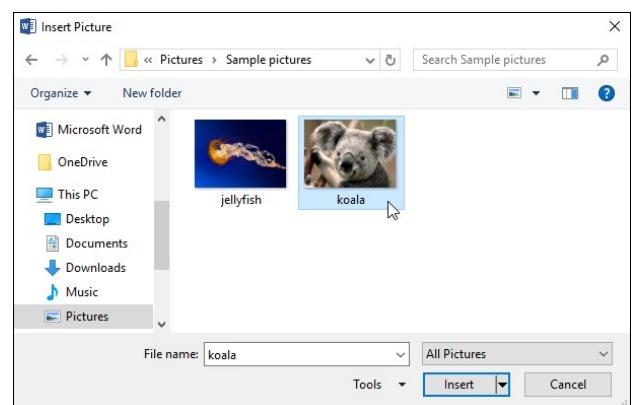 Insert Picture
« Pictures > Sample pictures
Search Sample pictures
Organize
New folder
Microsoft Word
OneDrive
This PC
Desktop
Documents
Downloads
Music
Pictures
jellyfish
koala
File name: koala
All Pictures
Tools
Insert
Cancel